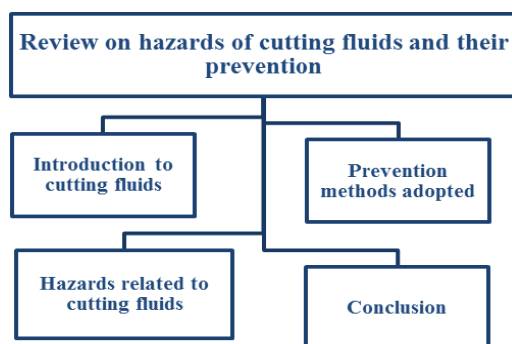 Review on hazards of cutting fluids and their
prevention
Introduction to
cutting fluids
Prevention
methods adopted
Hazards related to
cutting fluids
Conclusion